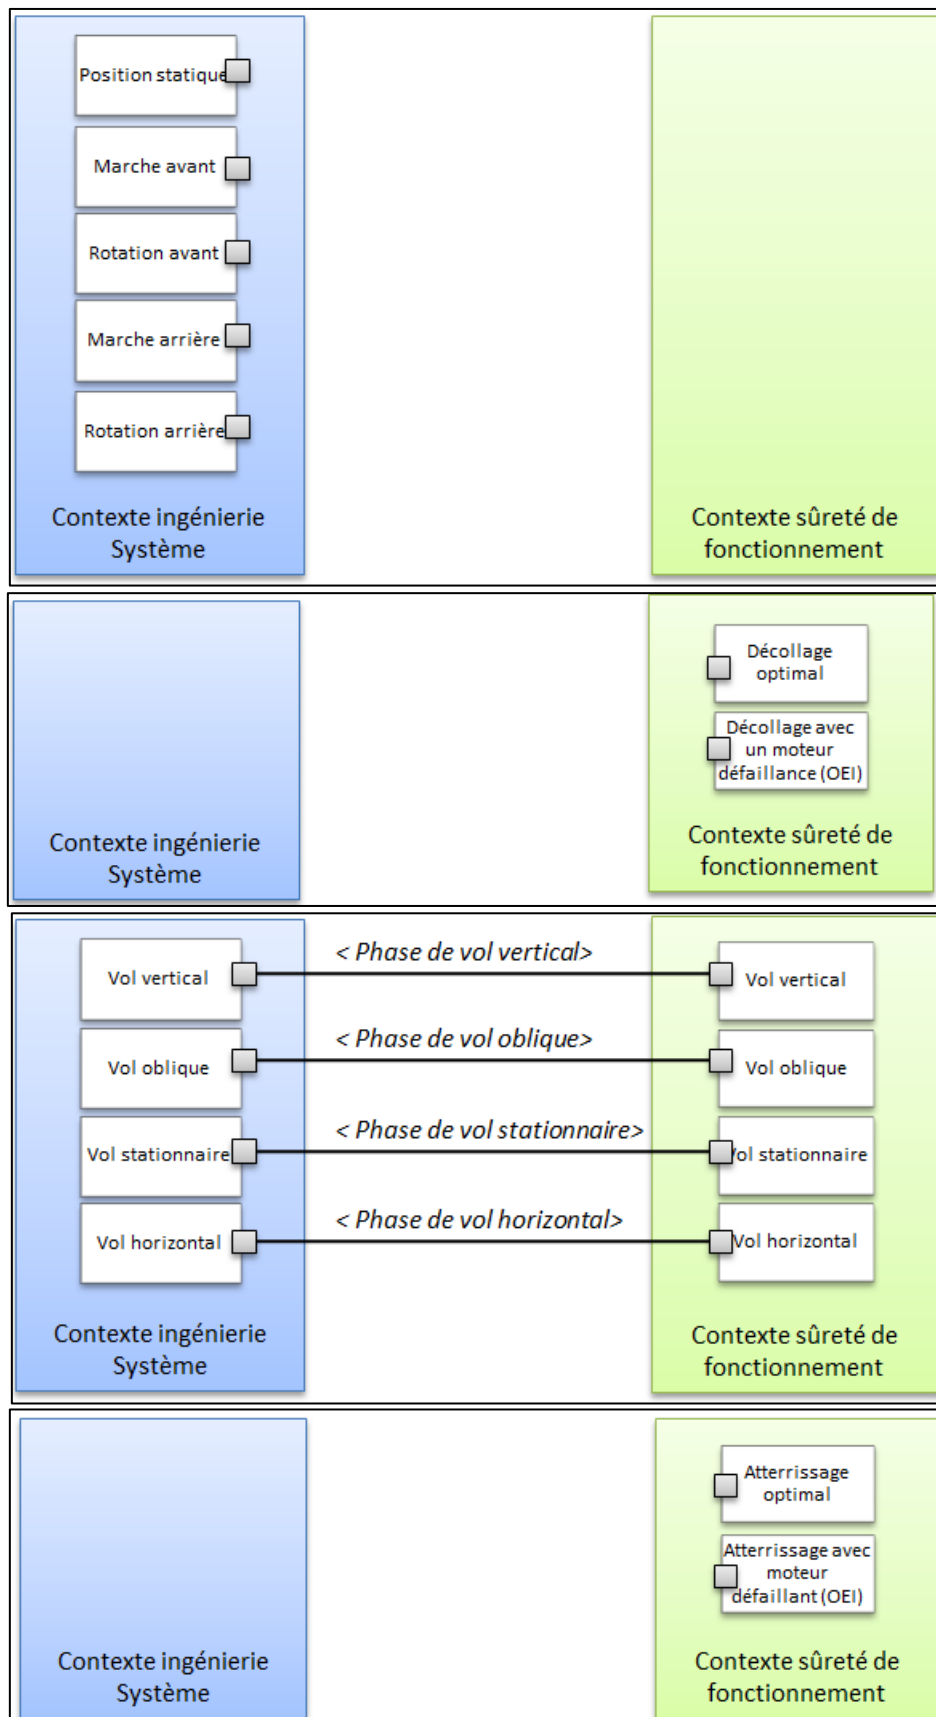 Position statique
Marche avant
Rotation avant
Marche arrière
Rotation arrière
Contexte ingénierie
Système
Contexte sûreté de
fonctionnement
Décollage
optimal
Décollage avec
un moteur
défaillance (OEI)
Contexte ingénierie
Système
Contexte sûreté de
fonctionnement
< Phase de vol vertical>
Vol vertical
Vol vertical
< Phase de vol oblique>
Vol oblique
Vol oblique
< Phase de vol stationnaire>
Vol stationnaire
Vol stationnaire
< Phase de vol horizontal>
Vol horizontal
Vol horizontal
Contexte ingénierie
Système
Contexte sûreté de
fonctionnement
Atterrissage
optimal
Atterrissage avec
moteur
défaillant (OEI)
Contexte ingénierie
Système
Contexte sûreté de
fonctionnement